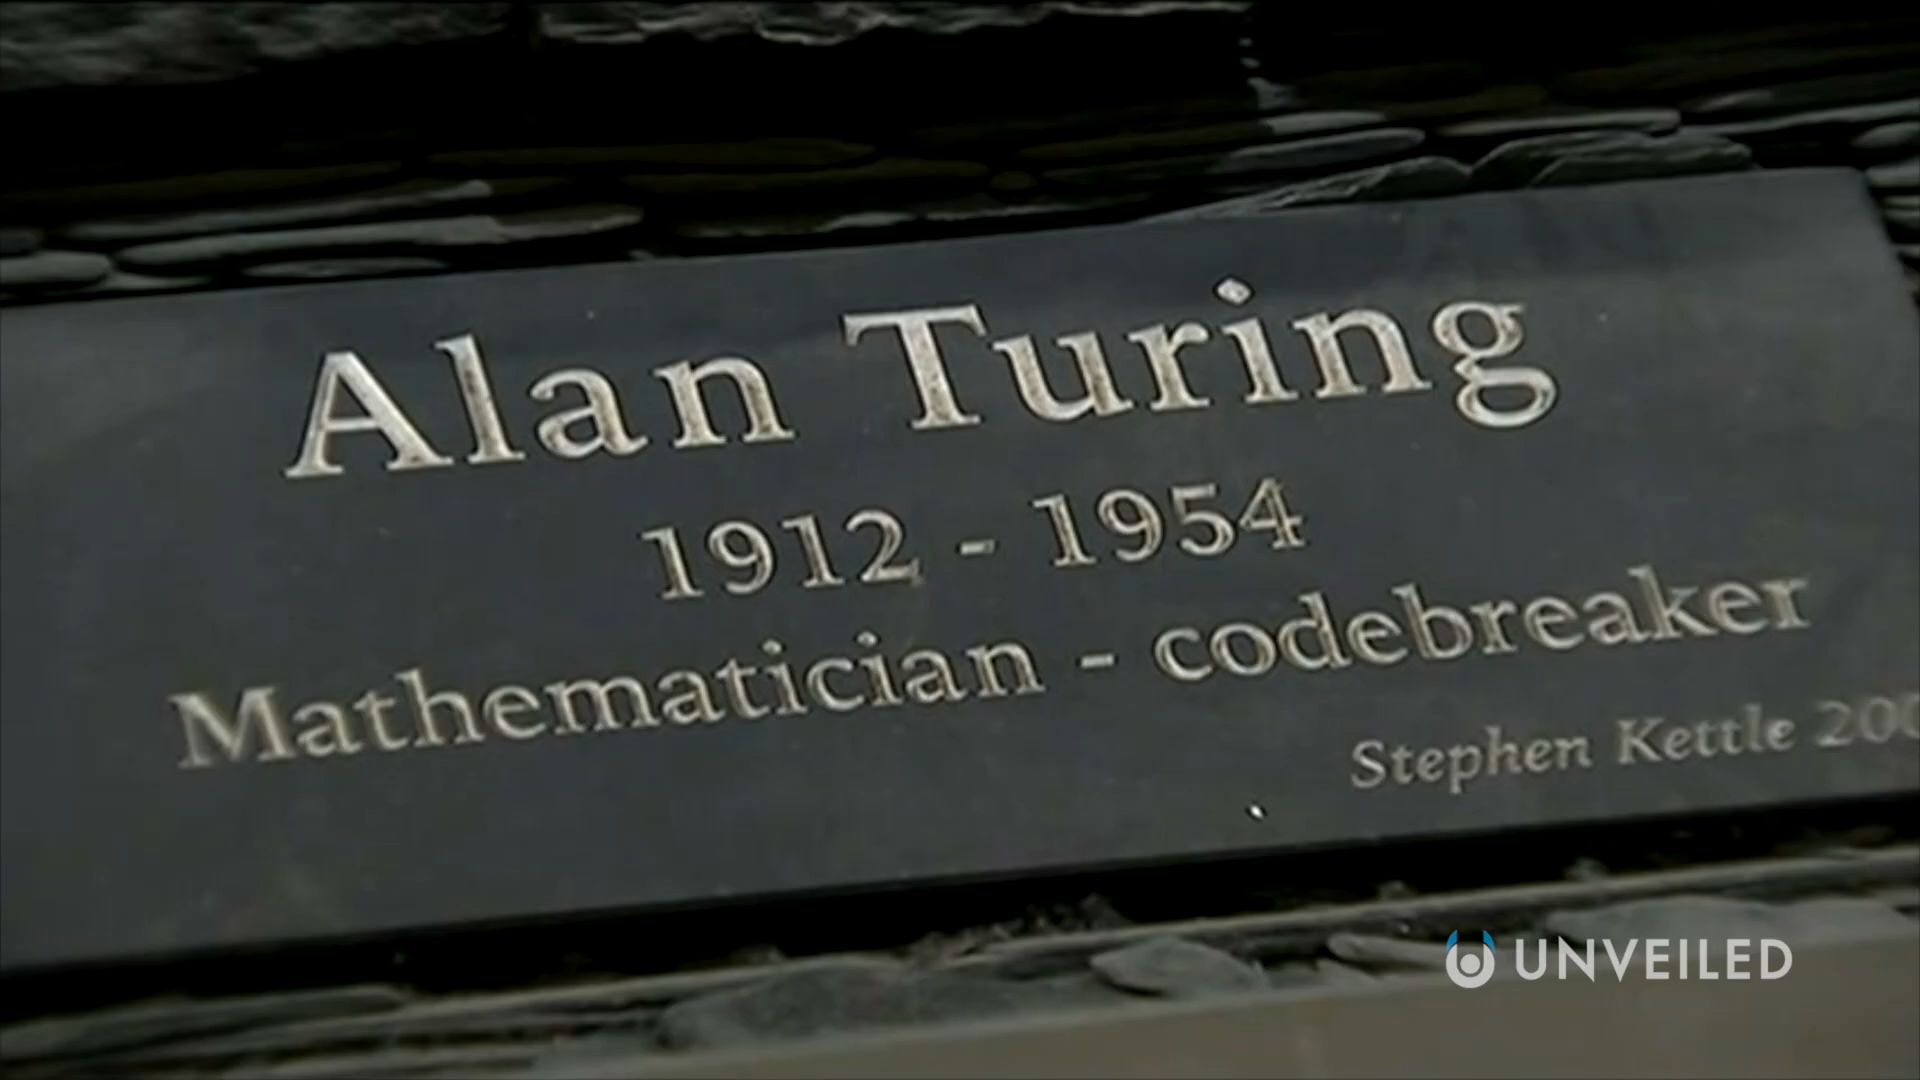 Alan Turing
1912 - 1954
Mathematician - codebreaker
Stephen Kettle
UNVEILED